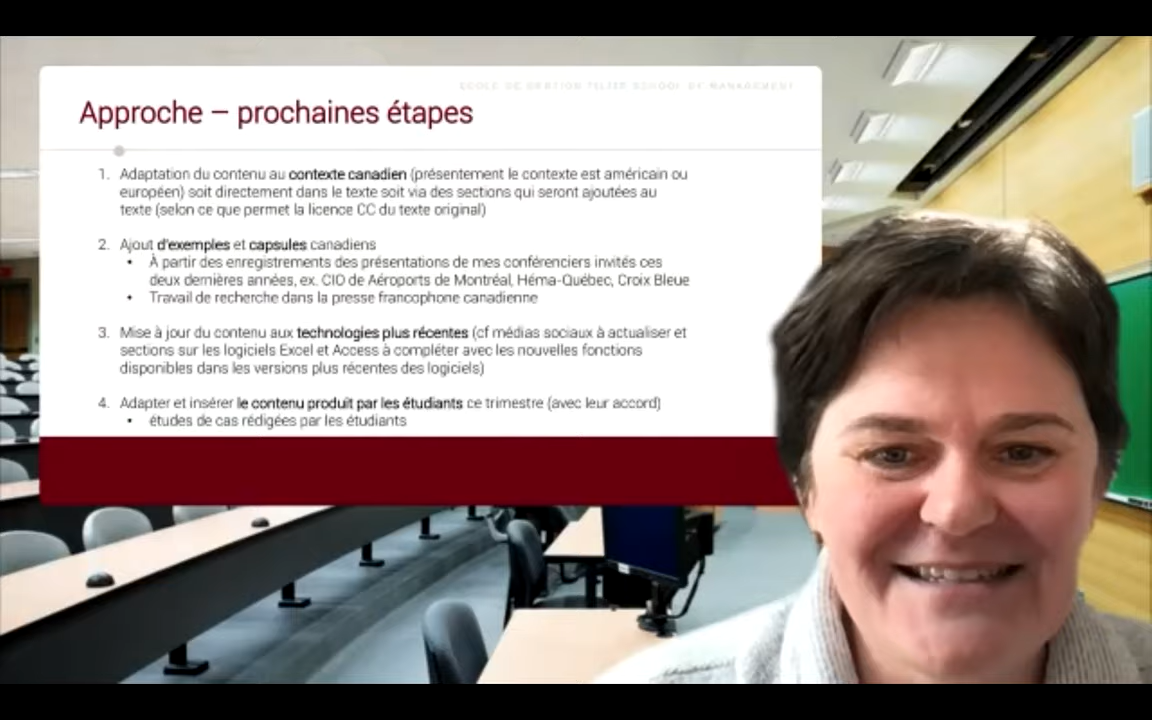 ÉCOLE DE GESTION TELFER SCHOOL OF MANAGEMENT
Approche – prochaines étapes
1. Adaptation du contenu au contexte canadien (présentement le contexte est américain ou
européen) soit directement dans le texte soit via des sections qui seront ajoutées au
texte (selon ce que permet la licence CC du texte original)
2. Ajout d'exemples et capsules canadiens
• À partir des enregistrements des présentations de mes conférenciers invités ces
deux dernières années, ex. CIO de Aéroports de Montréal, Héma-Québec, Croix Bleue
• Travail de recherche dans la presse francophone canadienne
3. Mise à jour du contenu aux technologies plus récentes (cf médias sociaux à actualiser et
sections sur les logiciels Excel et Access à compléter avec les nouvelles fonctions
disponibles dans les versions plus récentes des logiciels)
4. Adapter et insérer le contenu produit par les étudiants ce trimestre (avec leur accord)
• études de cas rédigées par les étudiants